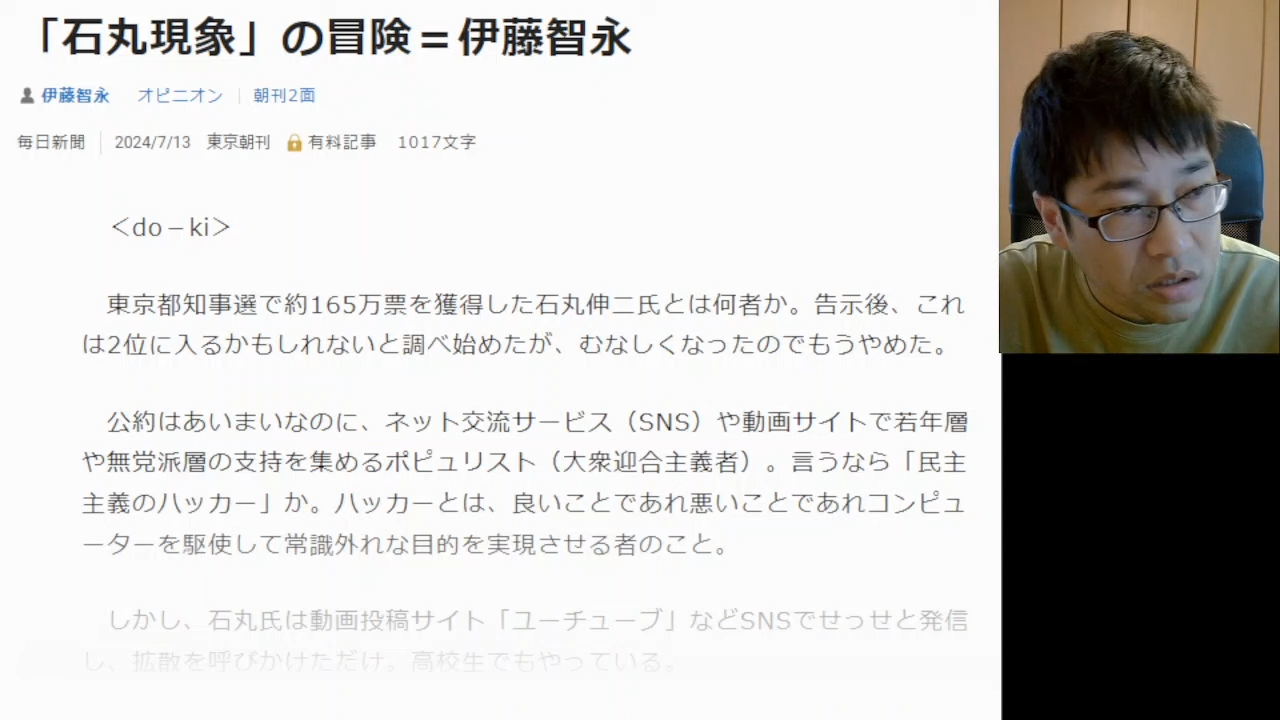 「石丸現象」の冒険＝伊藤智永
伊藤智永 オピニオン 朝刊2面
毎日新聞 2024/7/13 東京朝刊 有料記事 1017文字
＜do－ki＞
東京都知事選で約165万票を獲得した石丸伸二氏とは何者か。告示後、これ
は2位に入るかもしれないと調べ始めたが、むなしくなったのでもうやめた。
公約はあいまいなのに、ネット交流サービス（SNS）や動画サイトで若年層
や無党派層の支持を集めるポピュリスト（大衆迎合主義者）。言うなら「民主
主義のハッカー」か。ハッカーとは、良いことであれ悪いことであれコンピュ
ーターを駆使して常識外れな目的を実現させる者のこと。
しかし、石丸氏は動画投稿サイト「ユーチューブ」などSNSでせっせと発信
し、拡散を呼びかけただけ。高校生でもやっている。